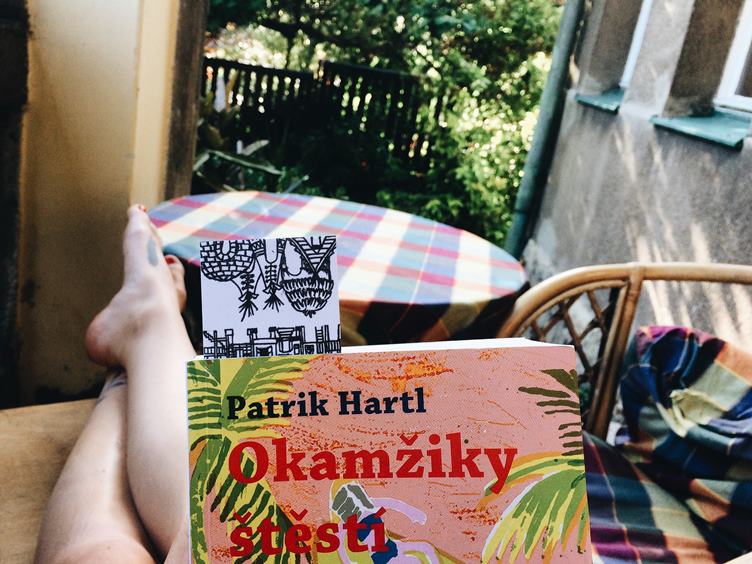 Patrik Hartl
Okamžiky
štěstí